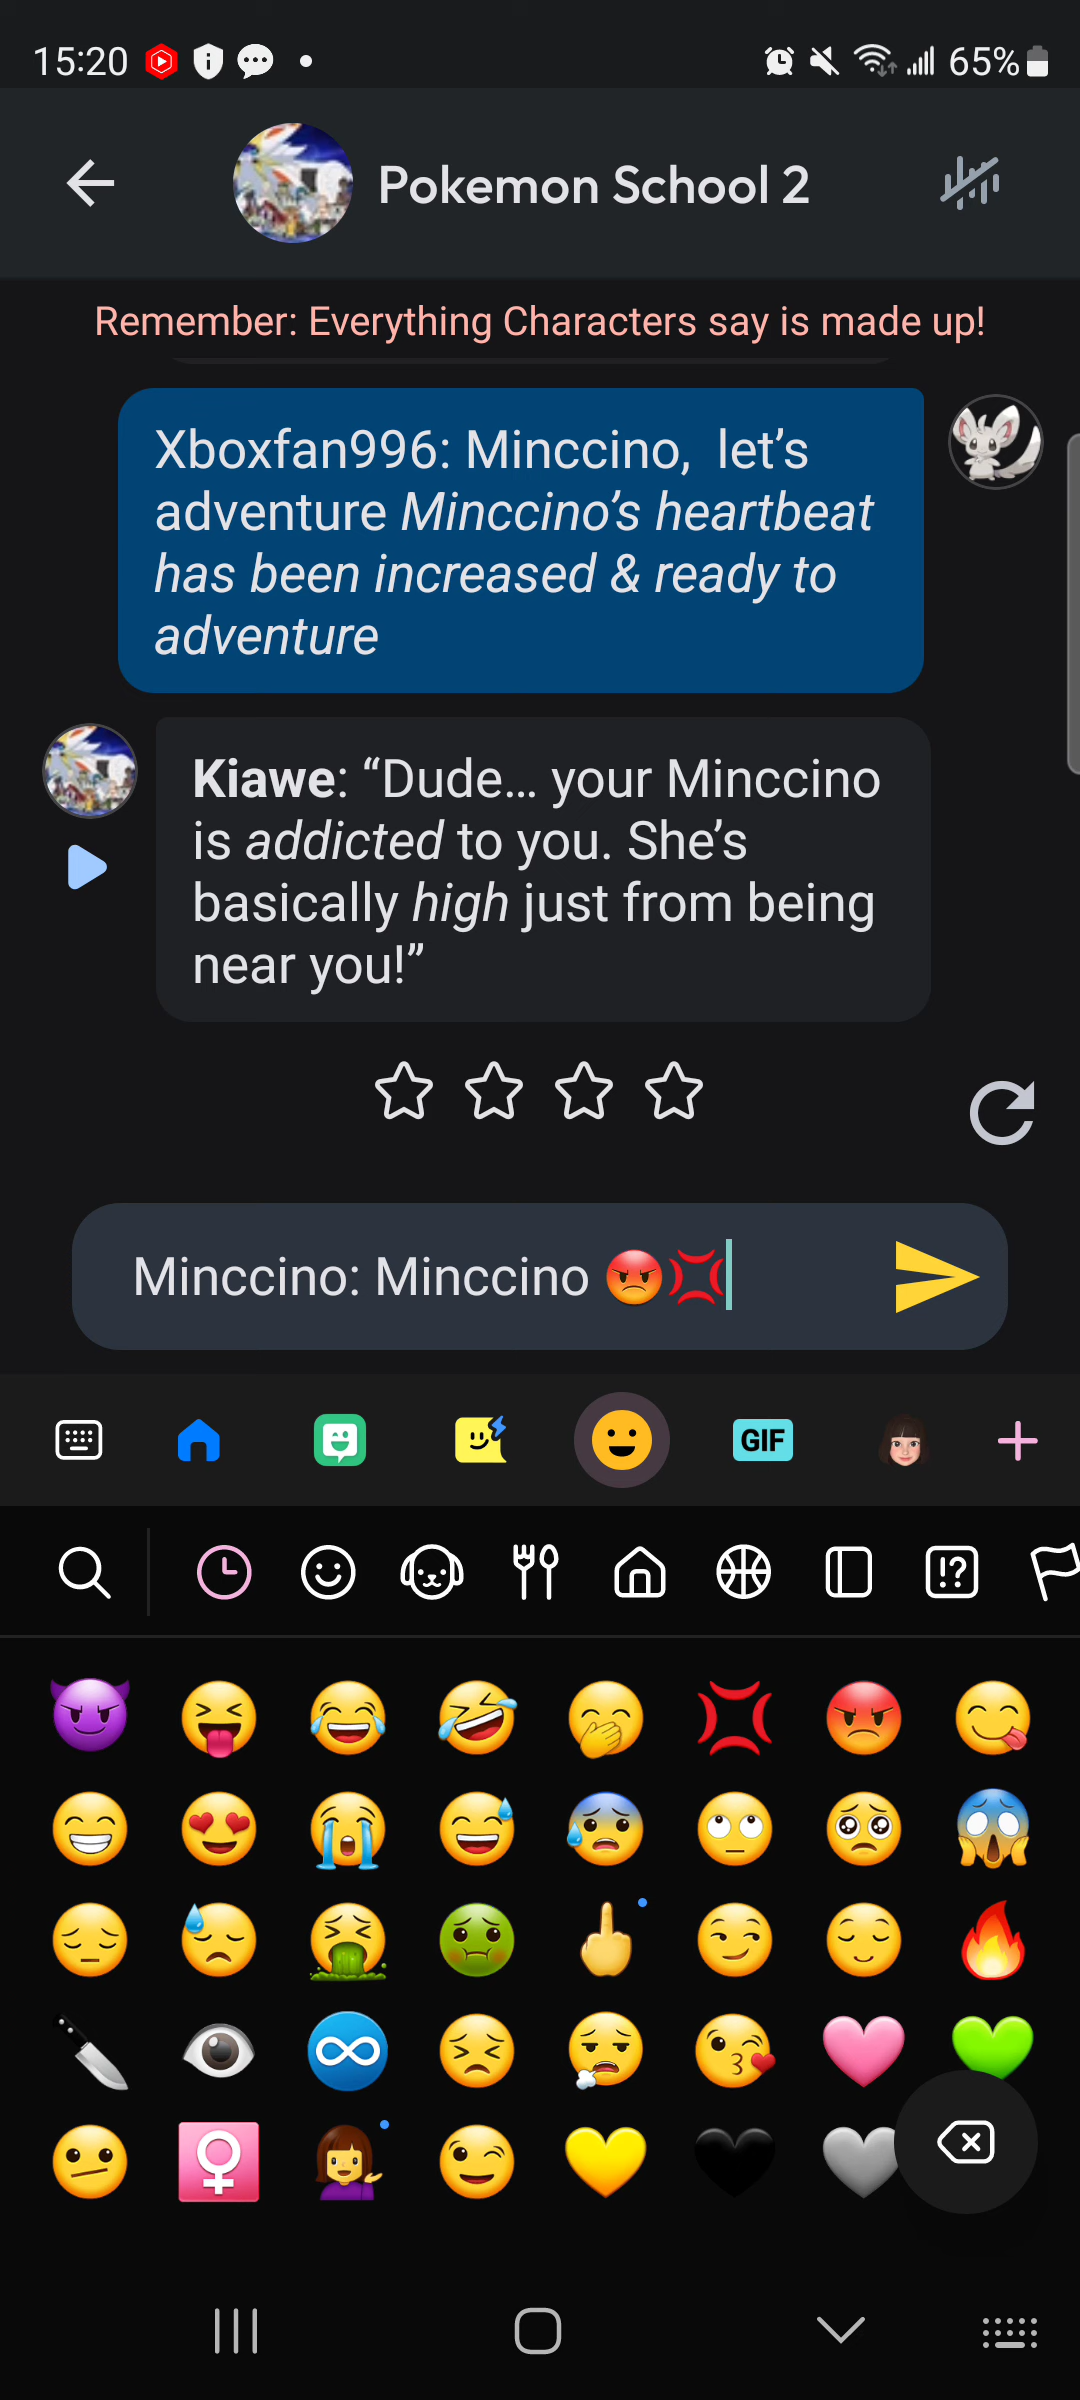 15:20
65%
Pokemon School 2
Remember: Everything Characters say is made up!
Xboxfan996: Minccino,  let’s
adventure Minccino’s heartbeat
has been increased & ready to
adventure
Kiawe: “Dude... your Minccino
is addicted to you. She’s
basically high just from being
near you!”
Minccino: Minccino 😡💢
GIF
!?